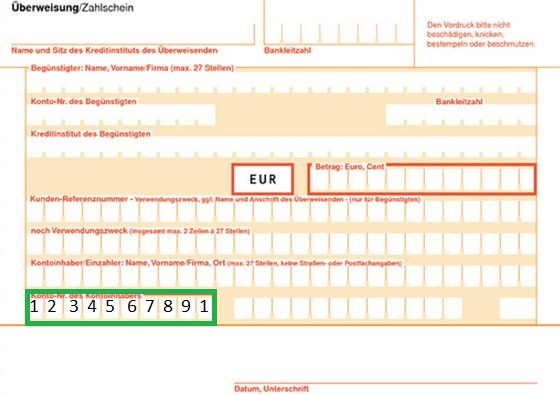 Überweisung/Zahlschein
Den Vordruck bitte nicht
beschädigen, knicken,
bestempeln oder beschmutzen.
Name und Sitz des Kreditinstituts des Überweisenden Bankleitzahl
Begünstigter: Name, Vorname/Firma (max. 27 Stellen)
Konto-Nr. des Begünstigten Bankleitzahl
Kreditinstitut des Begünstigten
EUR Betrag: Euro, Cent
Kunden-Referenznummer - Verwendungszweck, ggf. Name und Anschrift des Überweisenden - (nur für Begünstigten)
noch Verwendungszweck (insgesamt max. 2 Zeilen à 27 Stellen)
Kontoinhaber/Einzahler: Name, Vorname/Firma, Ort (max. 27 Stellen, keine Straßen- oder Postfachangaben)
Konto-Nr. des Kontoinhabers
1 2 3 4 5 6 7 8 9 1
Datum, Unterschrift